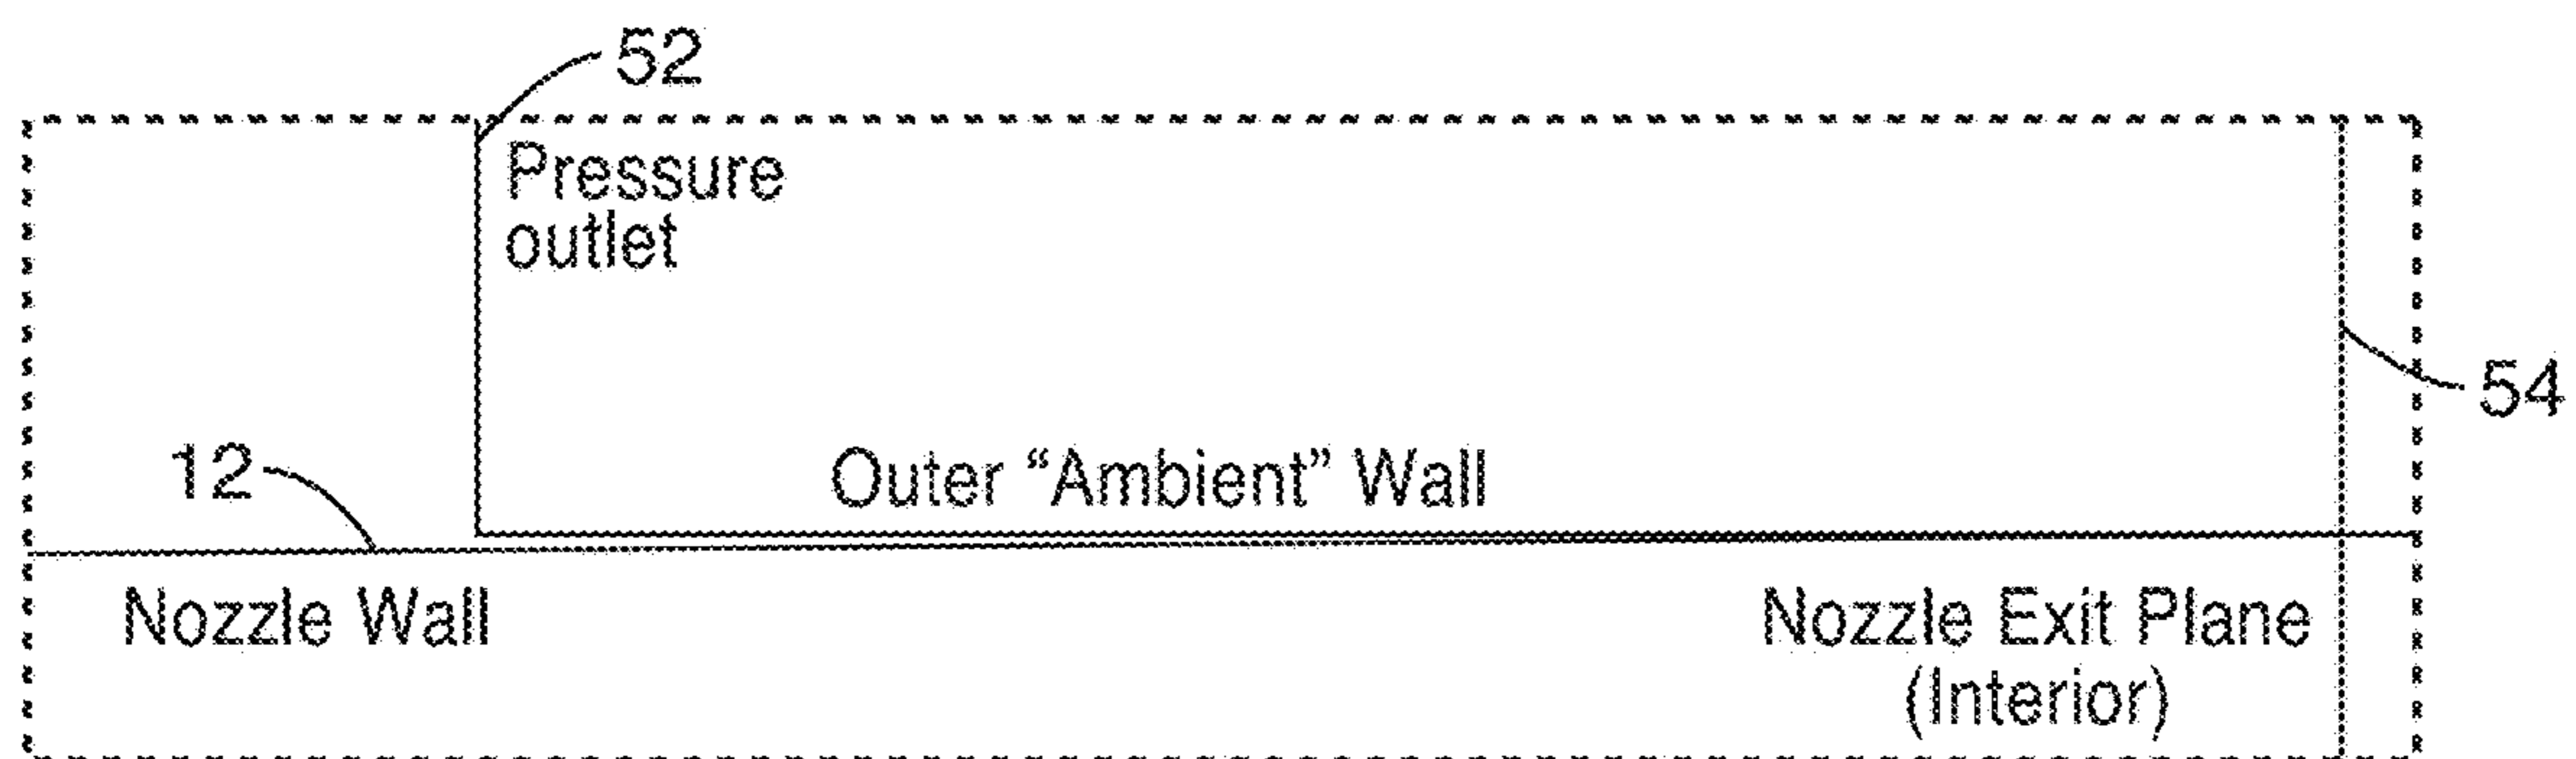 52
Pressure
outlet
54
12
Outer “Ambient” Wall
Nozzle Wall
Nozzle Exit Plane
(Interior)